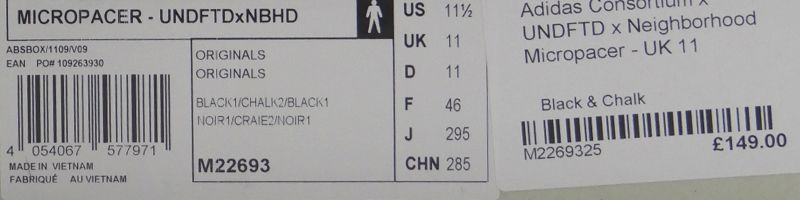 MICROPACER - UNDFTDxNBHD
ABSBOX/1109/V09
EAN PO# 109263930
4 054067 577971
MADE IN VIETNAM
FABRIQUÉ AU VIETNAM
ORIGINALS
ORIGINALS
BLACK1/CHALK2/BLACK1
NOIR1/CRAIE2/NOIR1
M22693
US 11½
UK 11
D 11
F 46
J 295
CHN 285
Adidas Consortium x
UNDFTD x Neighborhood
Micropacer - UK 11
Black & Chalk
M2269325
£149.00